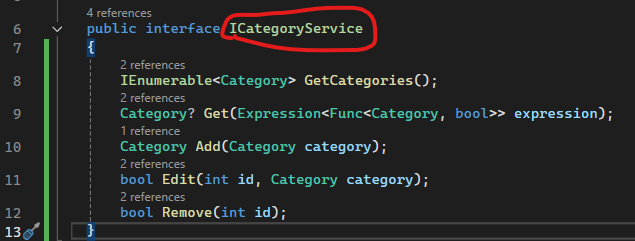 4 references
6 public interface ICategoryService
7 {
2 references
8 IEnumerable<Category> GetCategories();
2 references
9 Category? Get(Expression<Func<Category, bool>> expression);
1 reference
10 Category Add(Category category);
2 references
11 bool Edit(int id, Category category);
2 references
12 bool Remove(int id);
13 }